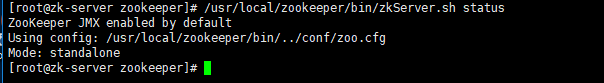 [root@zk-server zookeeper]# /usr/local/zookeeper/bin/zkServer.sh status
ZooKeeper JMX enabled by default
Using config: /usr/local/zookeeper/bin/../conf/zoo.cfg
Mode: standalone
[root@zk-server zookeeper]#